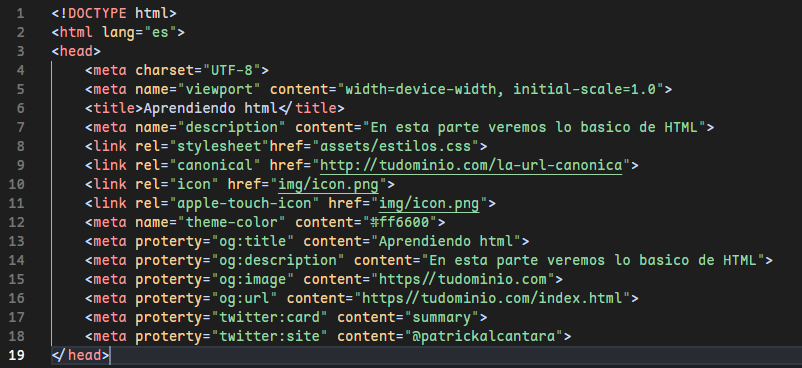 1 <!DOCTYPE html>
2 <html lang="es">
3 <head>
4 <meta charset="UTF-8">
5 <meta name="viewport" content="width=device-width, initial-scale=1.0">
6 <title>Aprendiendo html</title>
7 <meta name="description" content="En esta parte veremos lo basico de HTML">
8 <link rel="stylesheet"href="assets/estilos.css">
9 <link rel="canonical" href="http://tudominio.com/la-url-canonica">
10 <link rel="icon" href="img/icon.png">
11 <link rel="apple-touch-icon" href="img/icon.png">
12 <meta name="theme-color" content="#ff6600">
13 <meta proterty="og:title" content="Aprendiendo html">
14 <meta proterty="og:description" content="En esta parte veremos lo basico de HTML">
15 <meta proterty="og:image" content="https//tudominio.com">
16 <meta proterty="og:url" content="https//tudominio.com/index.html">
17 <meta proterty="twitter:card" content="summary">
18 <meta proterty="twitter:site" content="@patrickalcantara">
19 </head>